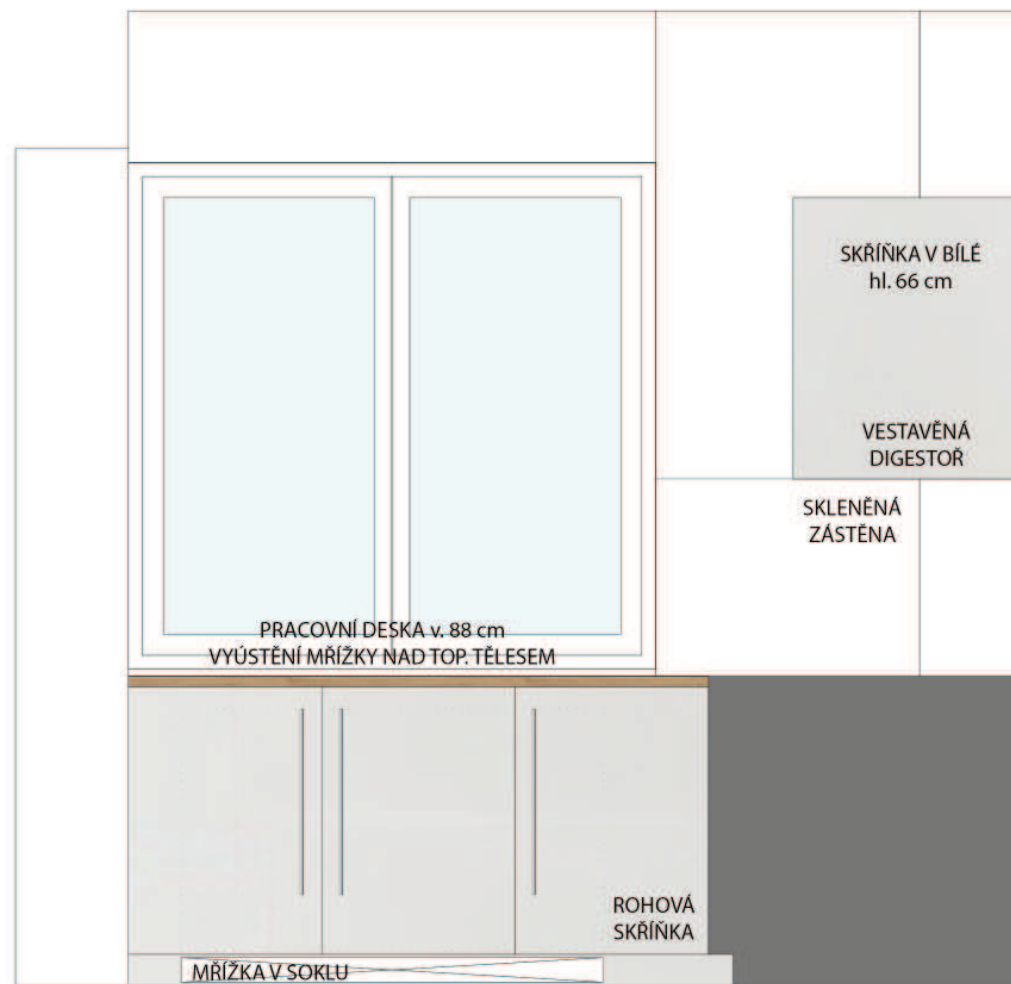 SKŘÍŇKA V BÍLÉ
hl. 66 cm
VESTAVĚNÁ
DIGESTOŘ
SKLENĚNÁ
ZÁSTĚNA
PRACOVNÍ DESKA v. 88 cm
VYÚSTĚNÍ MŘÍŽKY NAD TOP. TĚLESEM
ROHOVÁ
SKŘÍŇKA
MŘÍŽKA V SOKLU